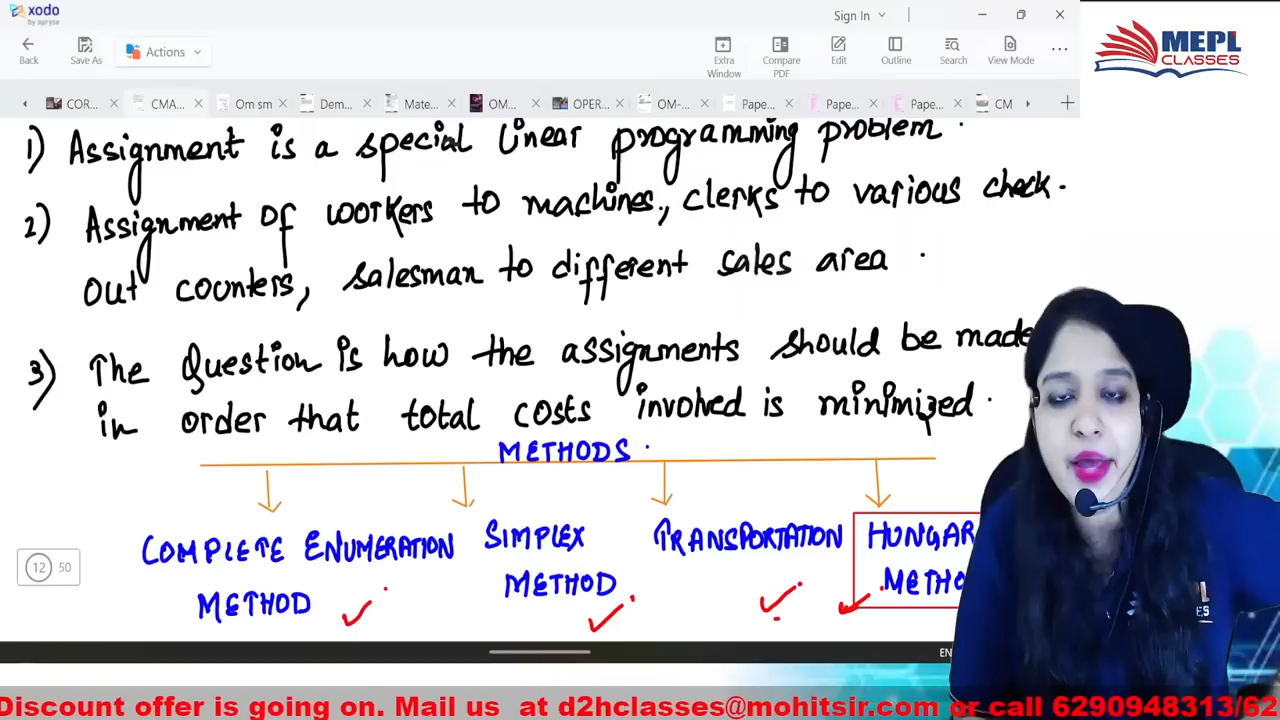 xodo
by apryse
Sign In
Back
Save As
Actions
Extra Window
Compare PDF
Edit
Outline
Search
View Mode
COR...
CMA...
Om sm
Dem...
Mate...
OM...
OPER...
OM-...
Pape...
Pape...
Pape...
CM
MEPL
CLASSES
1) Assignment is a special linear programming problem.
2) Assignment of workers to machines, clerks to various check-
out counters, salesman to different sales area.
3) The Question is how the assignments should be made
in order that total costs involved is minimized.
METHODS.
COMPLETE ENUMERATION METHOD
SIMPLEX METHOD
TRANSPORTATION
HUNGAR
METHO
12 50
EN
Discount offer is going on. Mail us at d2hclasses@mohitsir.com or call 6290948313/62